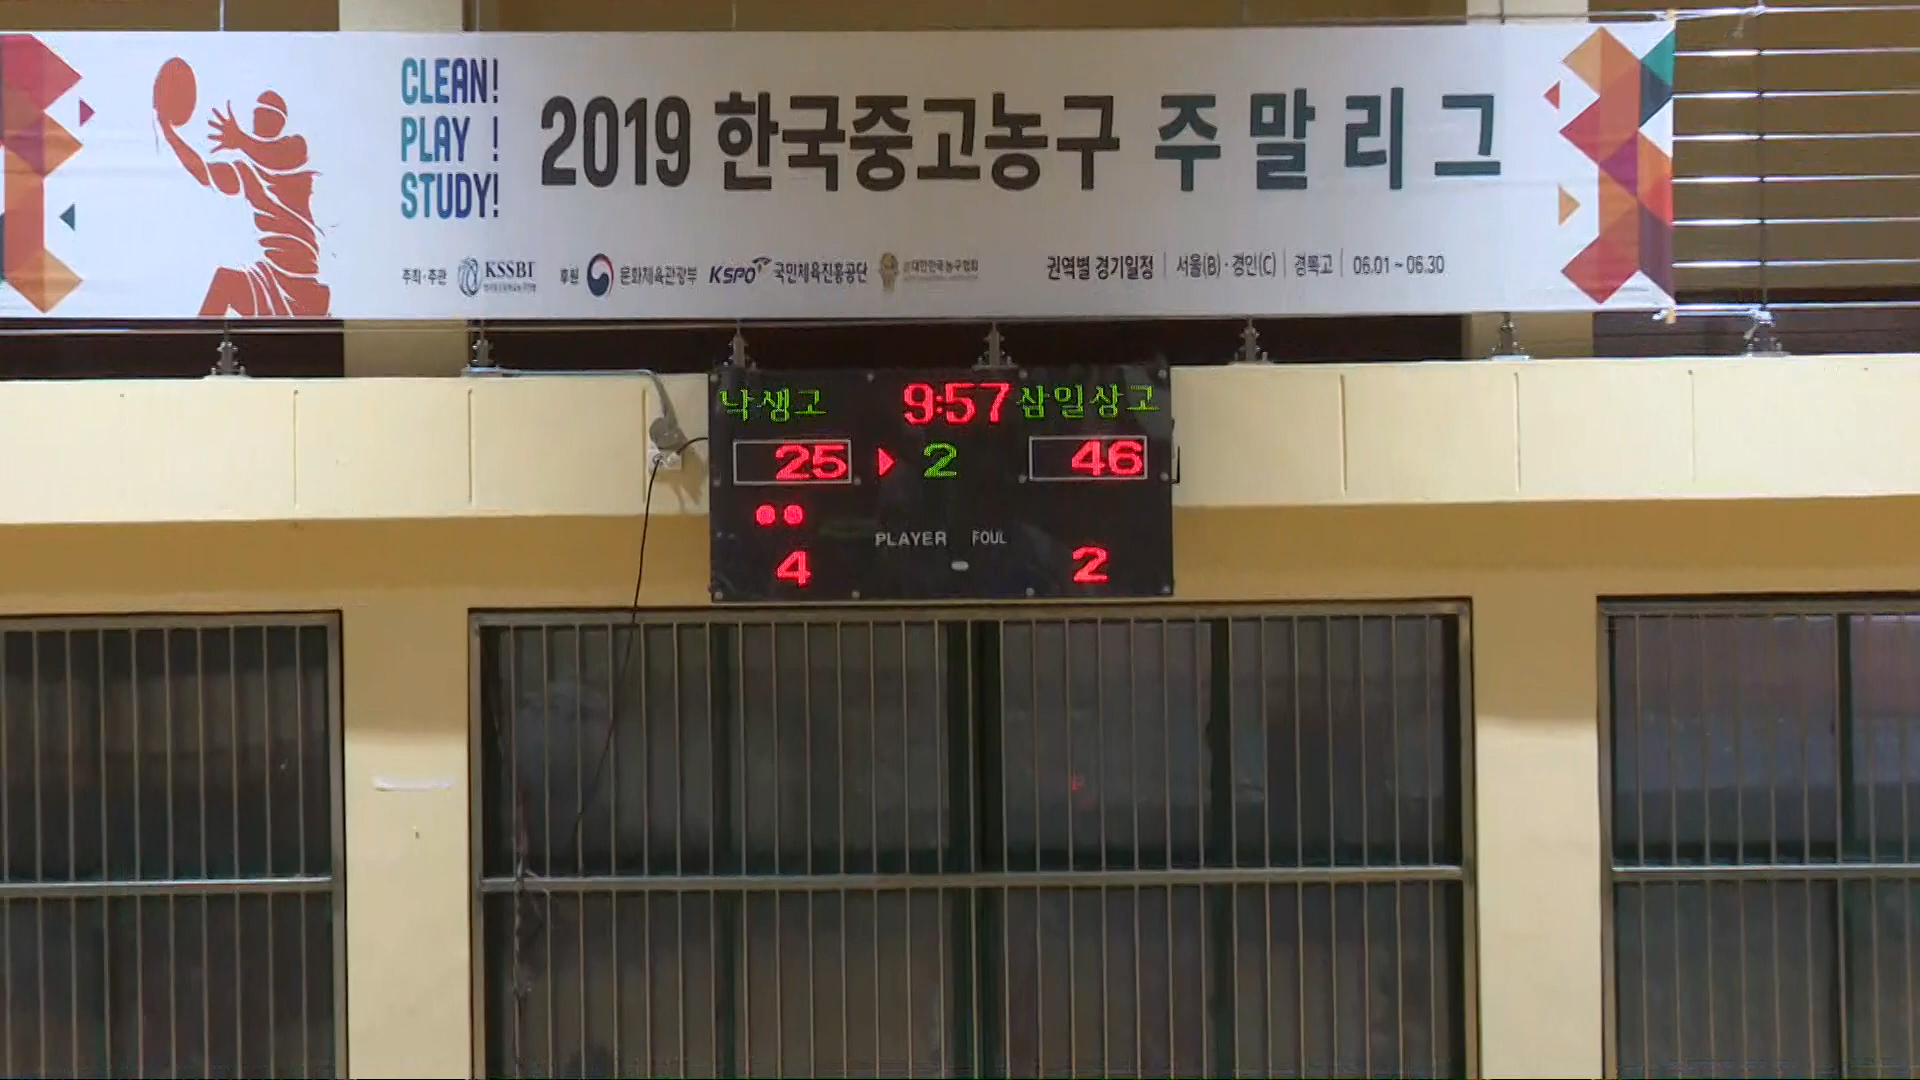 CLEAN!
PLAY !
STUDY!
2019 한국중고농구 주말리그
주최·주관 KSSBF 후원 문화체육관광부 KSPO 국민체육진흥공단 대한민국농구협회
권역별 경기일정 | 서울(B)·경인(C) | 경복고 | 06.01 ~ 06.30
낙생고 9:57 삼일상고
25 2 46
PLAYER FOUL
4 2